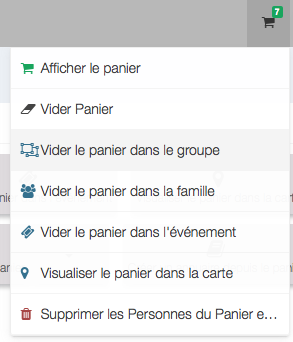 7
Afficher le panier
Vider Panier
Vider le panier dans le groupe
Vider le panier dans la famille
Vider le panier dans l'événement
Visualiser le panier dans la carte
Supprimer les Personnes du Panier e...